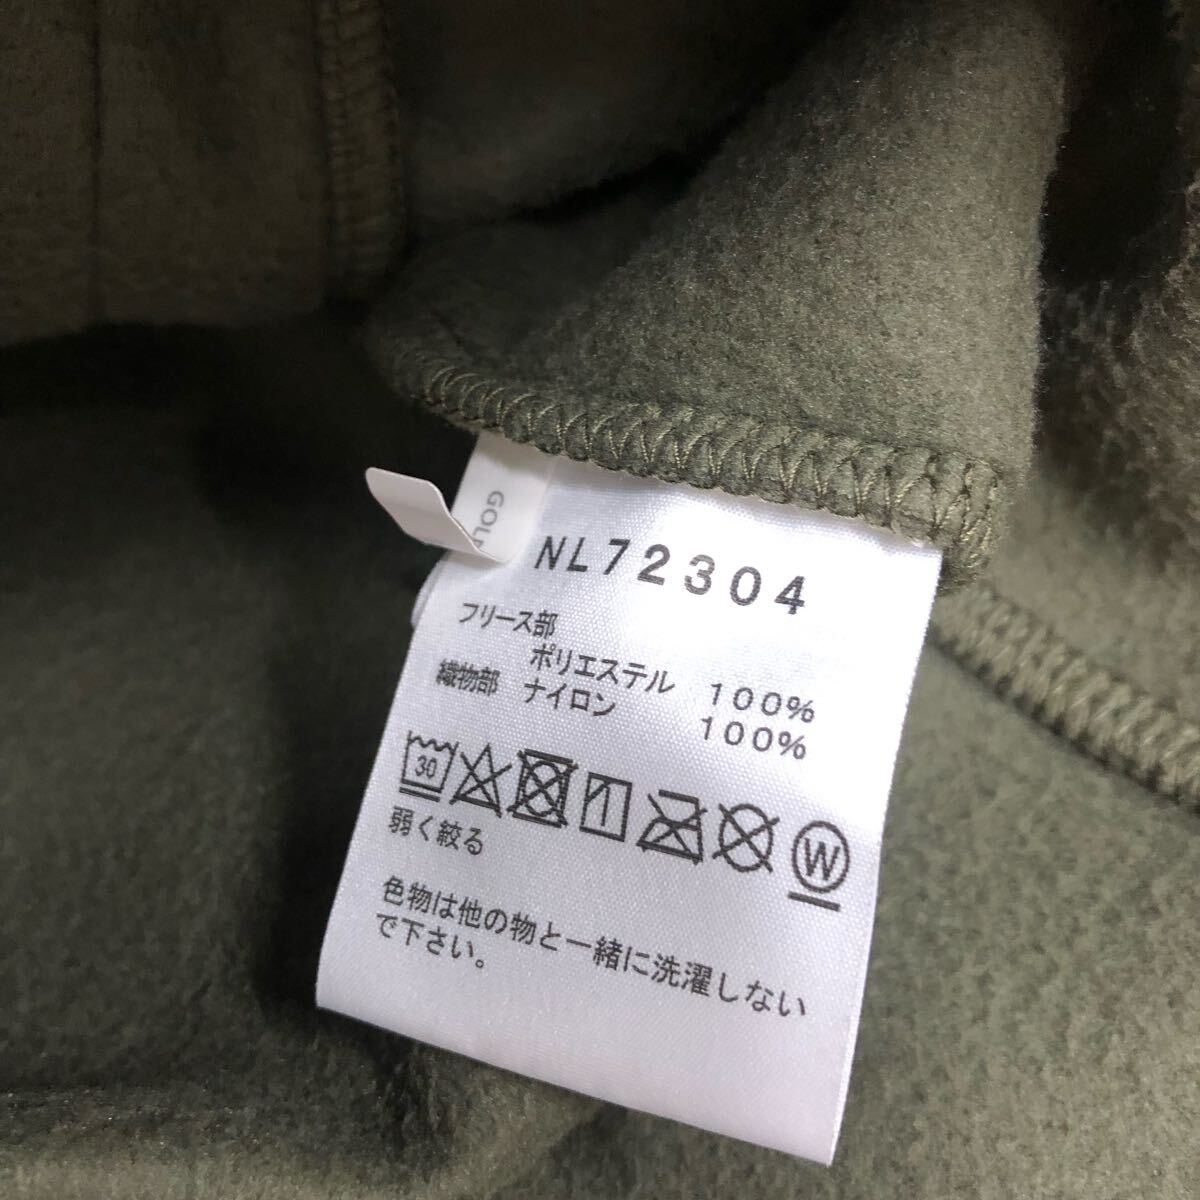 GOL
NL72304
フリース部
ポリエステル 100%
織物部 ナイロン 100%
30
W
弱く絞る
色物は他の物と一緒に洗濯しない
で下さい。